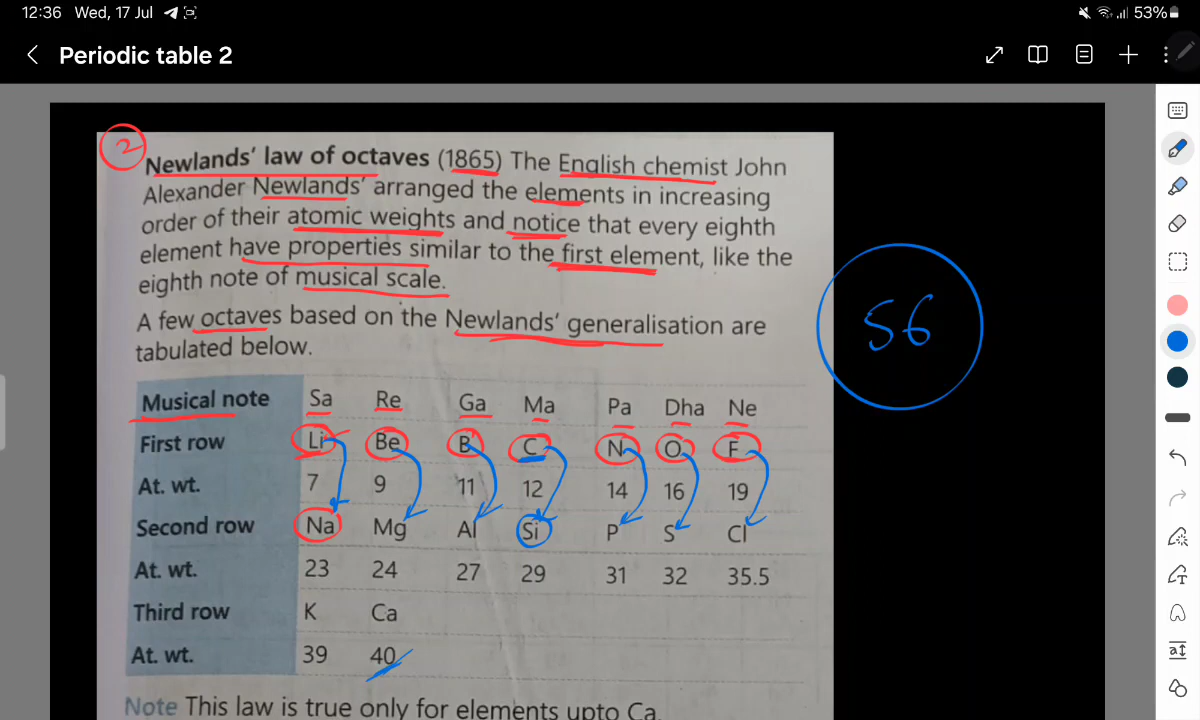 12:36 Wed, 17 Jul 53%
Periodic table 2
2
Newlands' law of octaves (1865) The English chemist John
Alexander Newlands' arranged the elements in increasing
order of their atomic weights and notice that every eighth
element have properties similar to the first element, like the
eighth note of musical scale.
A few octaves based on the Newlands' generalisation are
tabulated below.
56
Musical note Sa Re Ga Ma Pa Dha Ne
First row Li Be B C N O F
At. wt. 7 9 11 12 14 16 19
Second row Na Mg Al Si P S Cl
At. wt. 23 24 27 29 31 32 35.5
Third row K Ca
At. wt. 39 40
Note This law is true only for elements upto Ca.